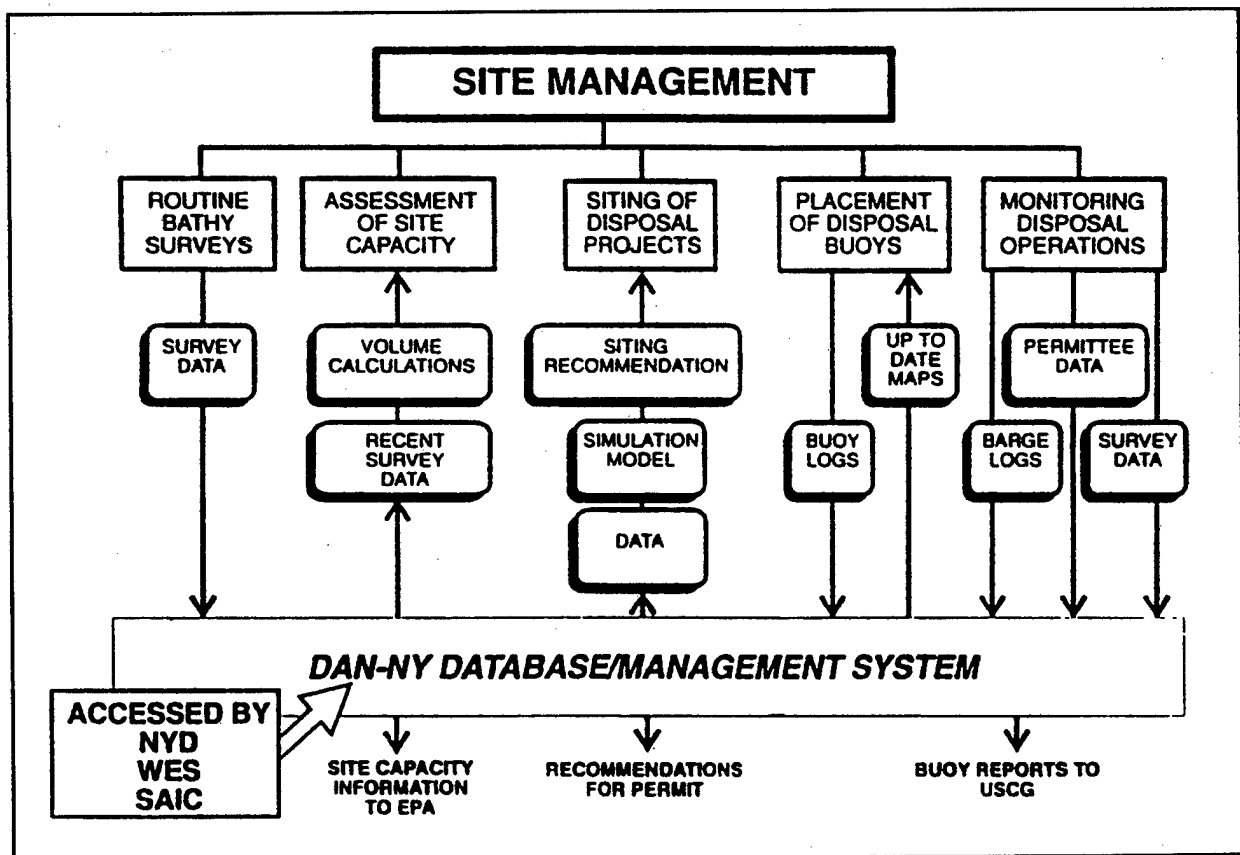 SITE MANAGEMENT
ROUTINE
BATHY
SURVEYS
ASSESSMENT
OF SITE
CAPACITY
SITING OF
DISPOSAL
PROJECTS
PLACEMENT
OF DISPOSAL
BUOYS
MONITORING
DISPOSAL
OPERATIONS
SURVEY
DATA
VOLUME
CALCULATIONS
SITING
RECOMMENDATION
UP TO
DATE
MAPS
PERMITTEE
DATA
RECENT
SURVEY
DATA
SIMULATION
MODEL
BUOY
LOGS
BARGE
LOGS
SURVEY
DATA
DATA
DAN-NY DATABASE/MANAGEMENT SYSTEM
ACCESSED BY
NYD
WES
SAIC
SITE CAPACITY
INFORMATION
TO EPA
RECOMMENDATIONS
FOR PERMIT
BUOY REPORTS TO
USCG